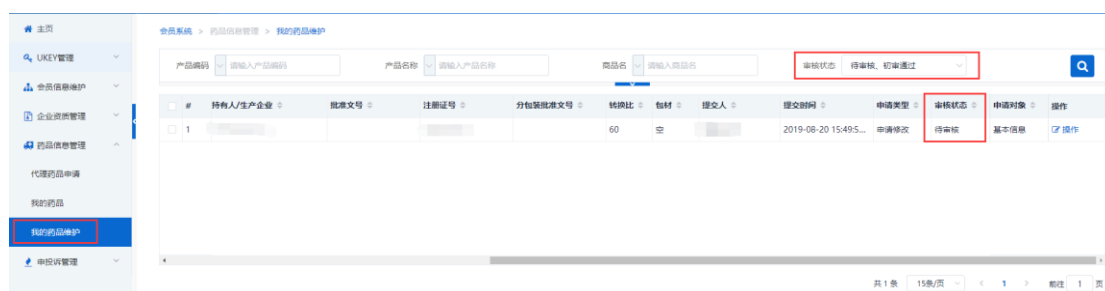 主页
UKEY管理
会员信息维护
企业资质管理
药品信息管理
代理药品申请
我的药品
我的药品维护
申投诉管理
会员系统 > 药品信息管理 > 我的药品维护
产品编码 请输入产品编码 产品名称 请输入产品名称 商品名 请输入商品名 审核状态 待审核、初审通过
# 持有人/生产企业 批准文号 注册证号 分包装批准文号 转换比 包材 提交人 提交时间 申请类型 审核状态 申请对象 操作
1 60 空 2019-08-20 15:49:5... 申请修改 待审核 基本信息 操作
共1条 15条/页 < 1 > 前往 1 页